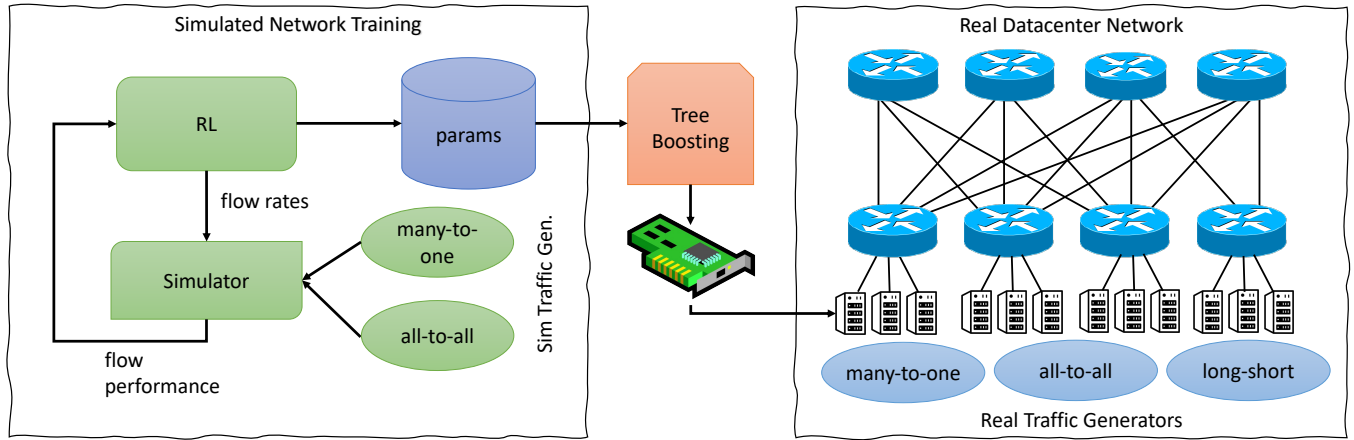 Simulated Network Training
RL
params
flow rates
Simulator
many-to-
one
all-to-all
Sim Traffic Gen.
flow
performance
Tree
Boosting
Real Datacenter Network
many-to-one
all-to-all
long-short
Real Traffic Generators